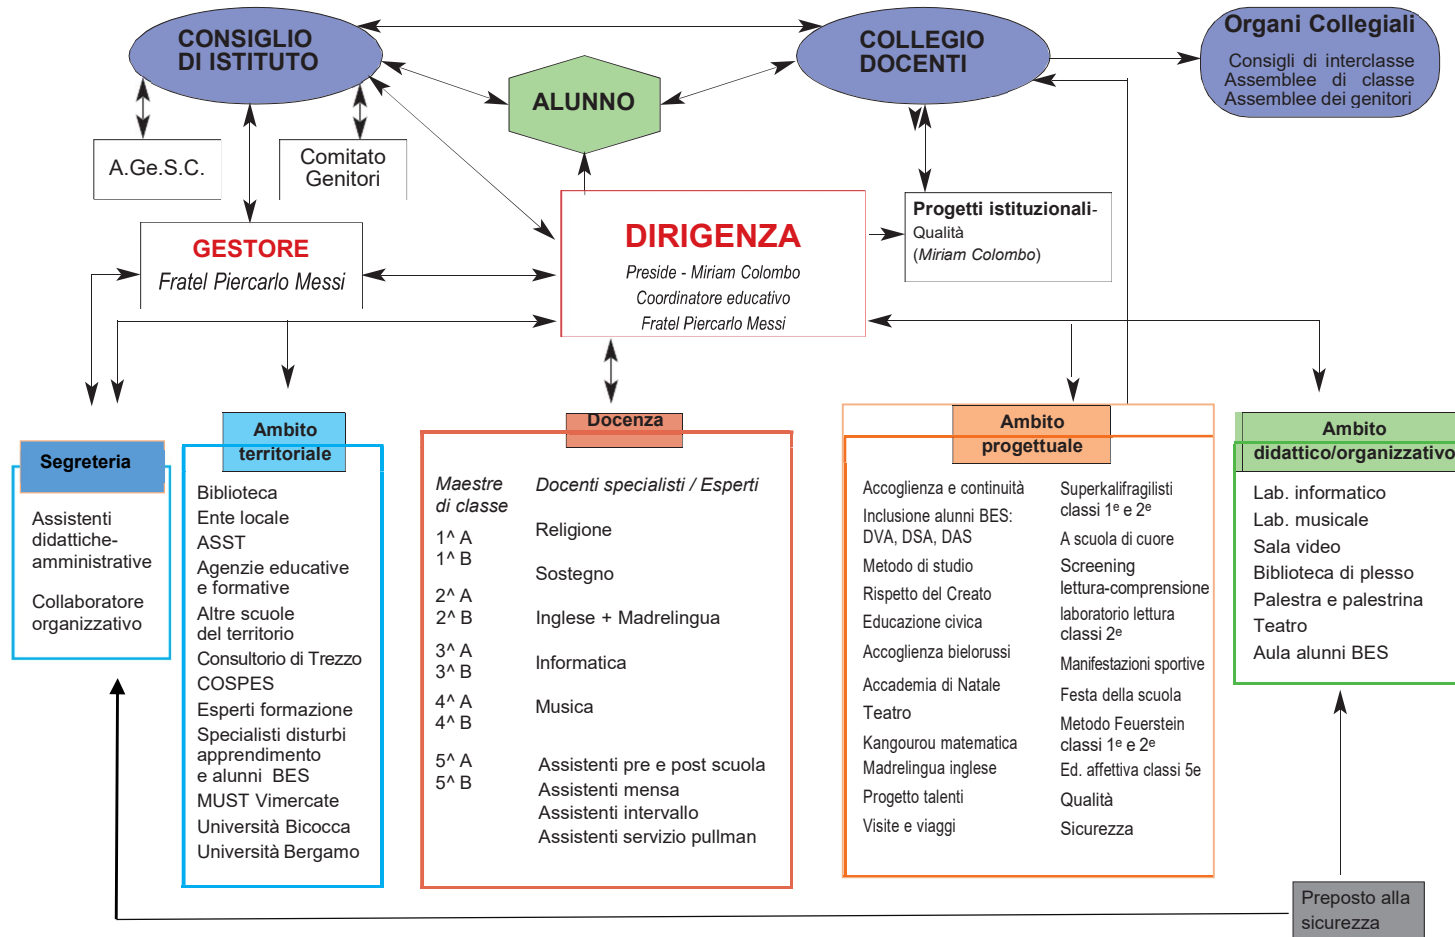 CONSIGLIO
DI ISTITUTO
COLLEGIO
DOCENTI
Organi Collegiali
Consigli di interclasse
Assemblee di classe
Assemblee dei genitori
ALUNNO
A.Ge.S.C.
Comitato
Genitori
GESTORE
Fratel Piercarlo Messi
DIRIGENZA
Preside - Miriam Colombo
Coordinatore educativo
Fratel Piercarlo Messi
Progetti istituzionali-
Qualità
(Miriam Colombo)
Segreteria
Assistenti
didattiche-
amministrative
Collaboratore
organizzativo
Ambito
territoriale
Biblioteca
Ente locale
ASST
Agenzie educative
e formative
Altre scuole
del territorio
Consultorio di Trezzo
COSPES
Esperti formazione
Specialisti disturbi
apprendimento
e alunni BES
MUST Vimercate
Università Bicocca
Università Bergamo
Docenza
Maestre
di classe
1^ A
1^ B
2^ A
2^ B
3^ A
3^ B
4^ A
4^ B
5^ A
5^ B
Docenti specialisti / Esperti
Religione
Sostegno
Inglese + Madrelingua
Informatica
Musica
Assistenti pre e post scuola
Assistenti mensa
Assistenti intervallo
Assistenti servizio pullman
Ambito
progettuale
Accoglienza e continuità
Inclusione alunni BES:
DVA, DSA, DAS
Metodo di studio
Rispetto del Creato
Educazione civica
Accoglienza bielorussi
Accademia di Natale
Teatro
Kangourou matematica
Madrelingua inglese
Progetto talenti
Visite e viaggi
Superkalifragilisti
classi 1ᵉ e 2ᵉ
A scuola di cuore
Screening
lettura-comprensione
laboratorio lettura
classi 2ᵉ
Manifestazioni sportive
Festa della scuola
Metodo Feuerstein
classi 1ᵉ e 2ᵉ
Ed. affettiva classi 5e
Qualità
Sicurezza
Ambito
didattico/organizzativo
Lab. informatico
Lab. musicale
Sala video
Biblioteca di plesso
Palestra e palestrina
Teatro
Aula alunni BES
Preposto alla
sicurezza